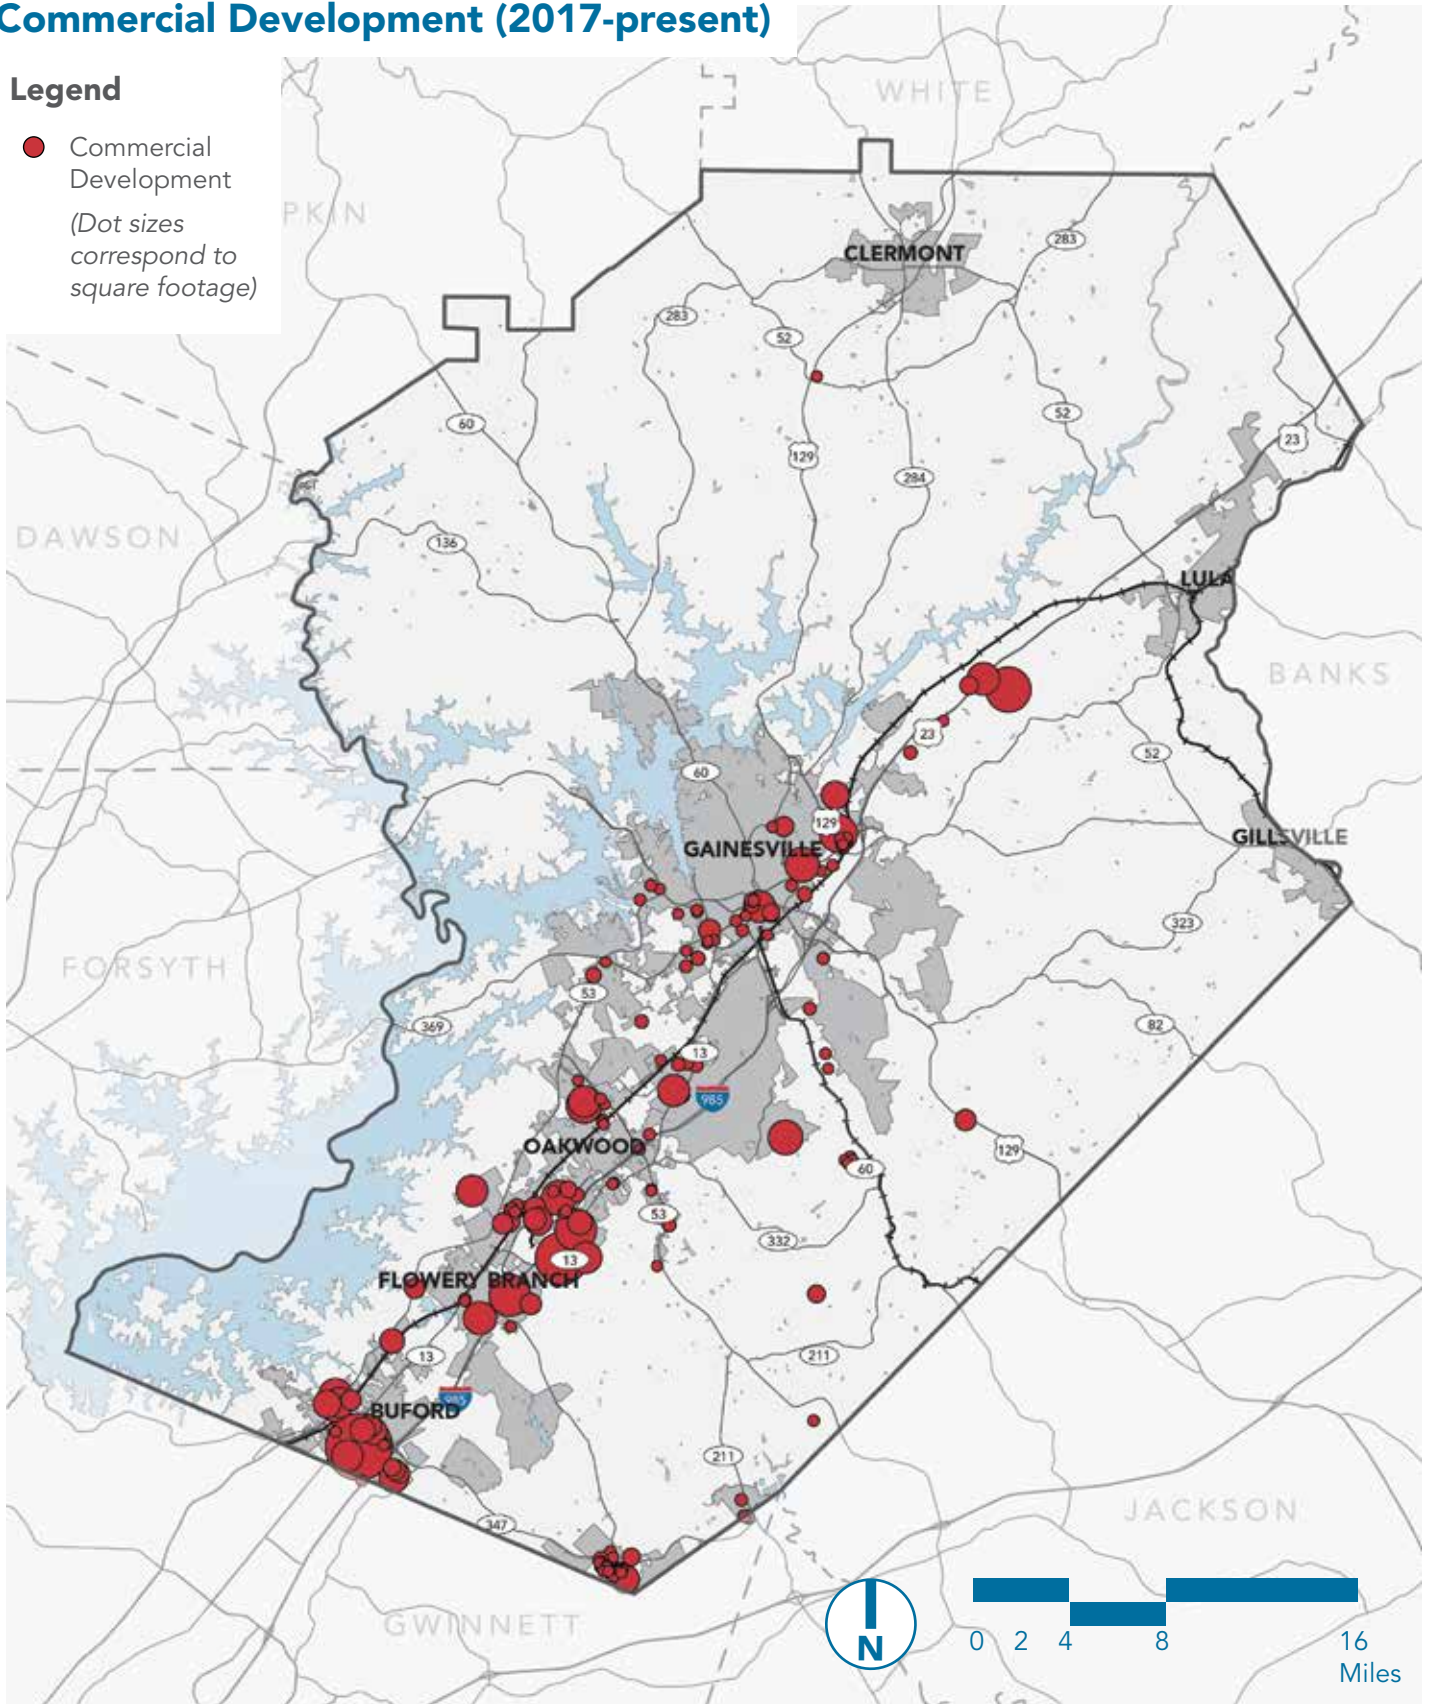 Commercial Development (2017-present)
Legend
Commercial
Development
(Dot sizes
correspond to
square footage)
WHITE
PKIN
283
CLERMONT
283
52
60
52
129
23
284
DAWSON
136
LULA
BANKS
23
52
60
129
GILLSVILLE
GAINESVILLE
323
FORSYTH
53
369
82
13
985
OAKWOOD
129
60
53
332
13
FLOWERY BRANCH
13
211
985
BUFORD
211
JACKSON
347
GWINNETT
N
0 2 4 8 16
Miles